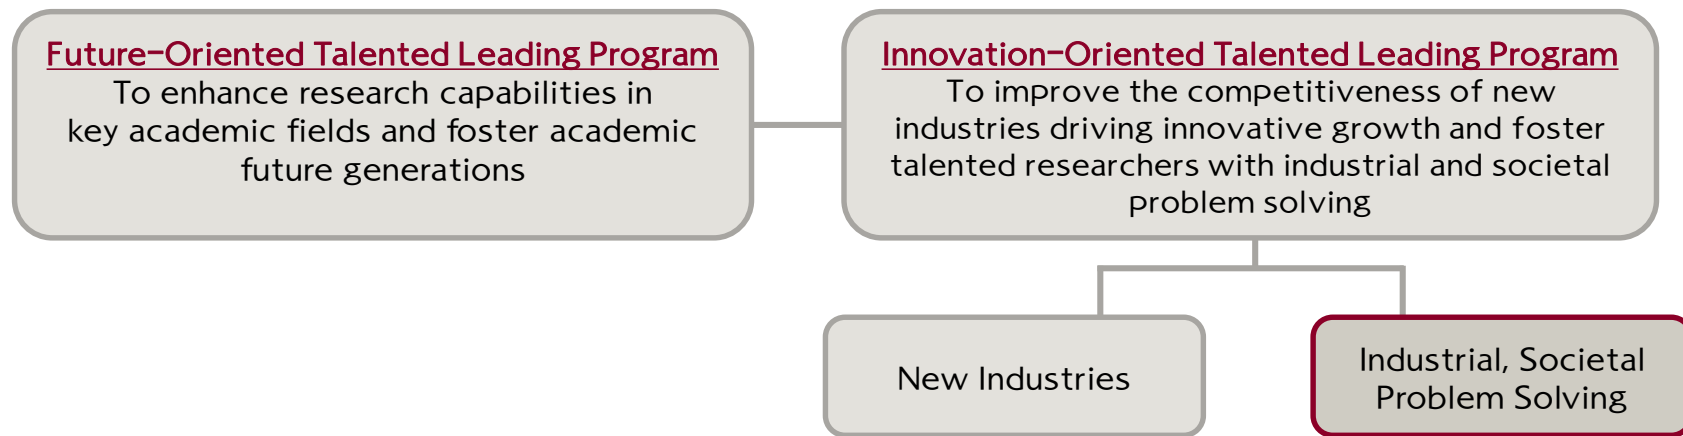 Future-Oriented Talented Leading Program
To enhance research capabilities in
key academic fields and foster academic
future generations
Innovation-Oriented Talented Leading Program
To improve the competitiveness of new
industries driving innovative growth and foster
talented researchers with industrial and societal
problem solving
New Industries
Industrial, Societal
Problem Solving